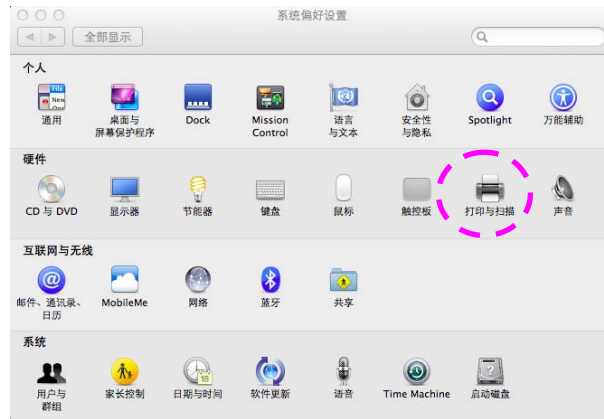 系统偏好设置
全部显示
个人
File
New
通用
桌面与
屏幕保护程序
Dock
Mission
Control
语言
与文本
安全性
与隐私
Spotlight
万能辅助
硬件
CD 与 DVD
显示器
节能器
键盘
鼠标
触控板
打印与扫描
声音
互联网与无线
邮件、通讯录、
日历
MobileMe
网络
蓝牙
共享
系统
用户与
群组
家长控制
日期与时间
18
软件更新
语音
Time Machine
启动磁盘